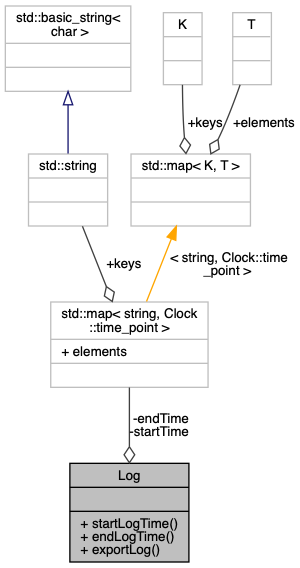 std::basic_string<
char >
K
T
+keys
+elements
std::string
std::map< K, T >
+keys
< string, Clock::time
_point >
std::map< string, Clock
::time_point >
+ elements
-endTime
-startTime
Log
+ startLogTime()
+ endLogTime()
+ exportLog()